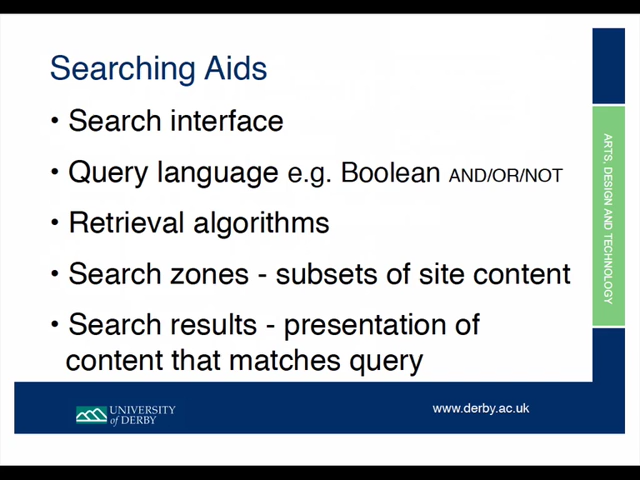 Searching Aids
• Search interface
• Query language e.g. Boolean AND/OR/NOT
• Retrieval algorithms
• Search zones - subsets of site content
• Search results - presentation of
content that matches query
ARTS, DESIGN AND TECHNOLOGY
UNIVERSITY
of DERBY
www.derby.ac.uk